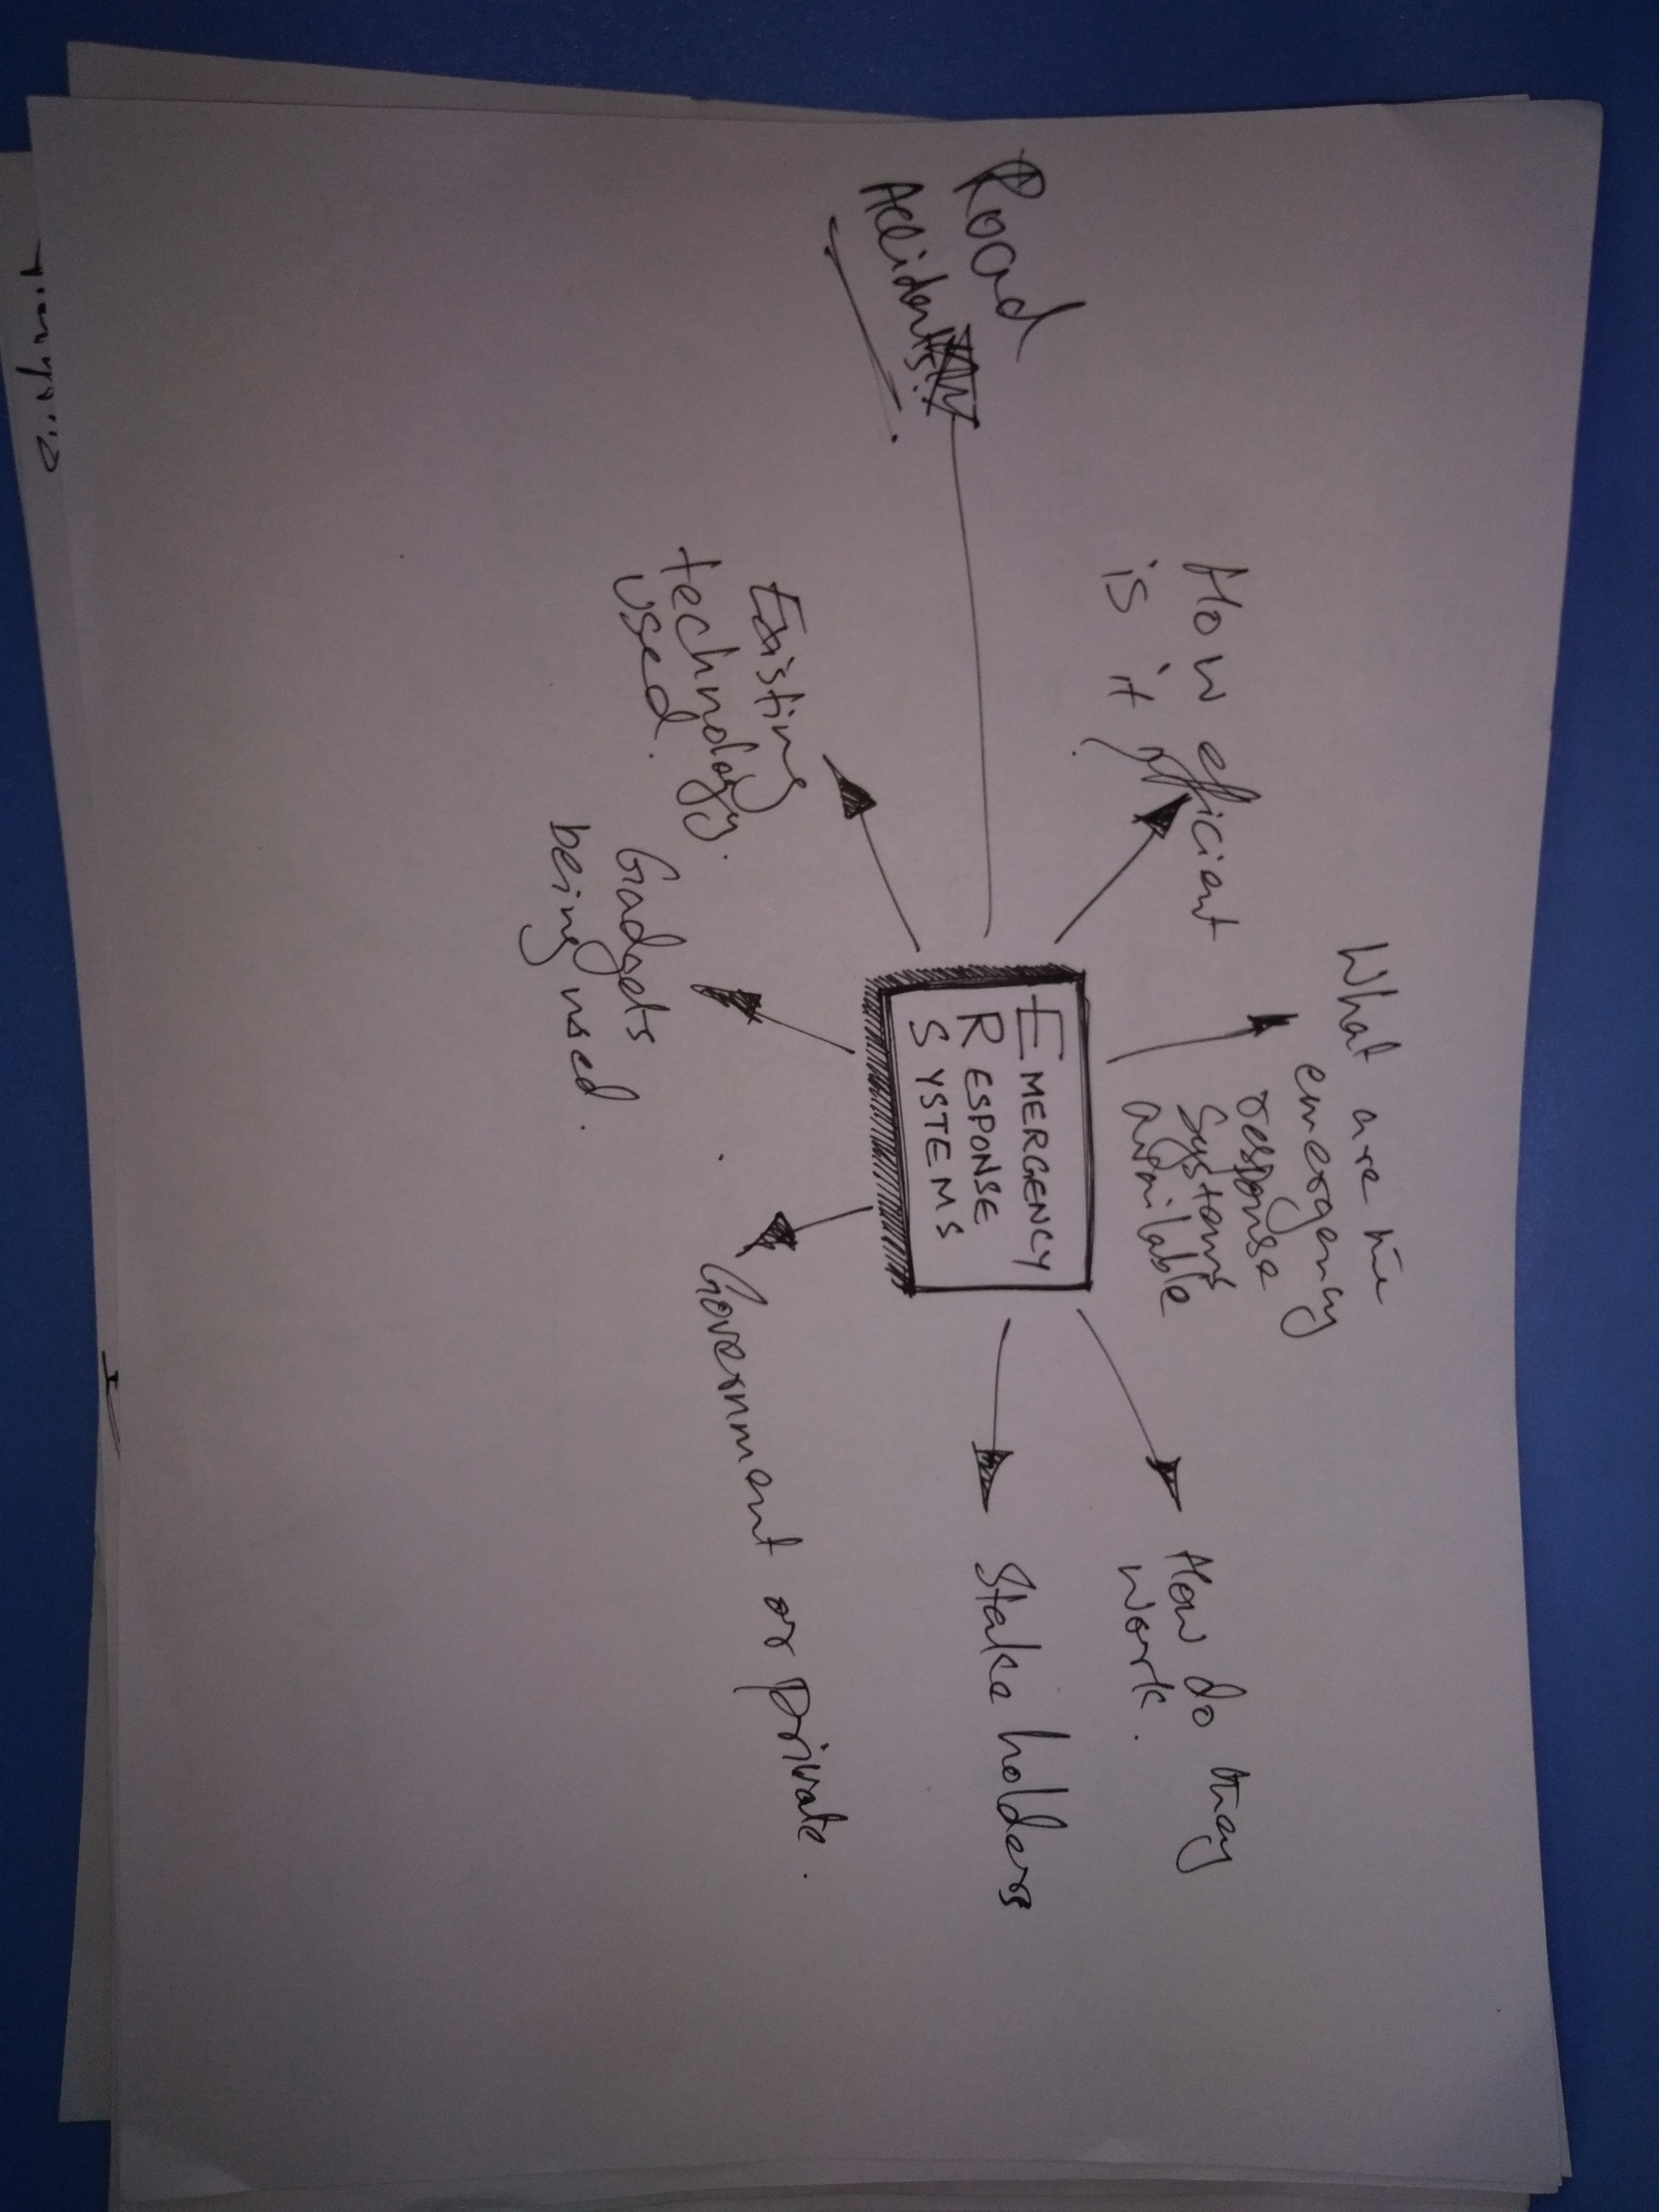 What are the
emergency
response
Systems
available
How efficient
is it
How do they
work.
EMERGENCY
RESPONSE
SYSTEMS
Road
Accidents
Stake holders
Existing
technology.
used.
Government or Private.
Gadgets
being used.